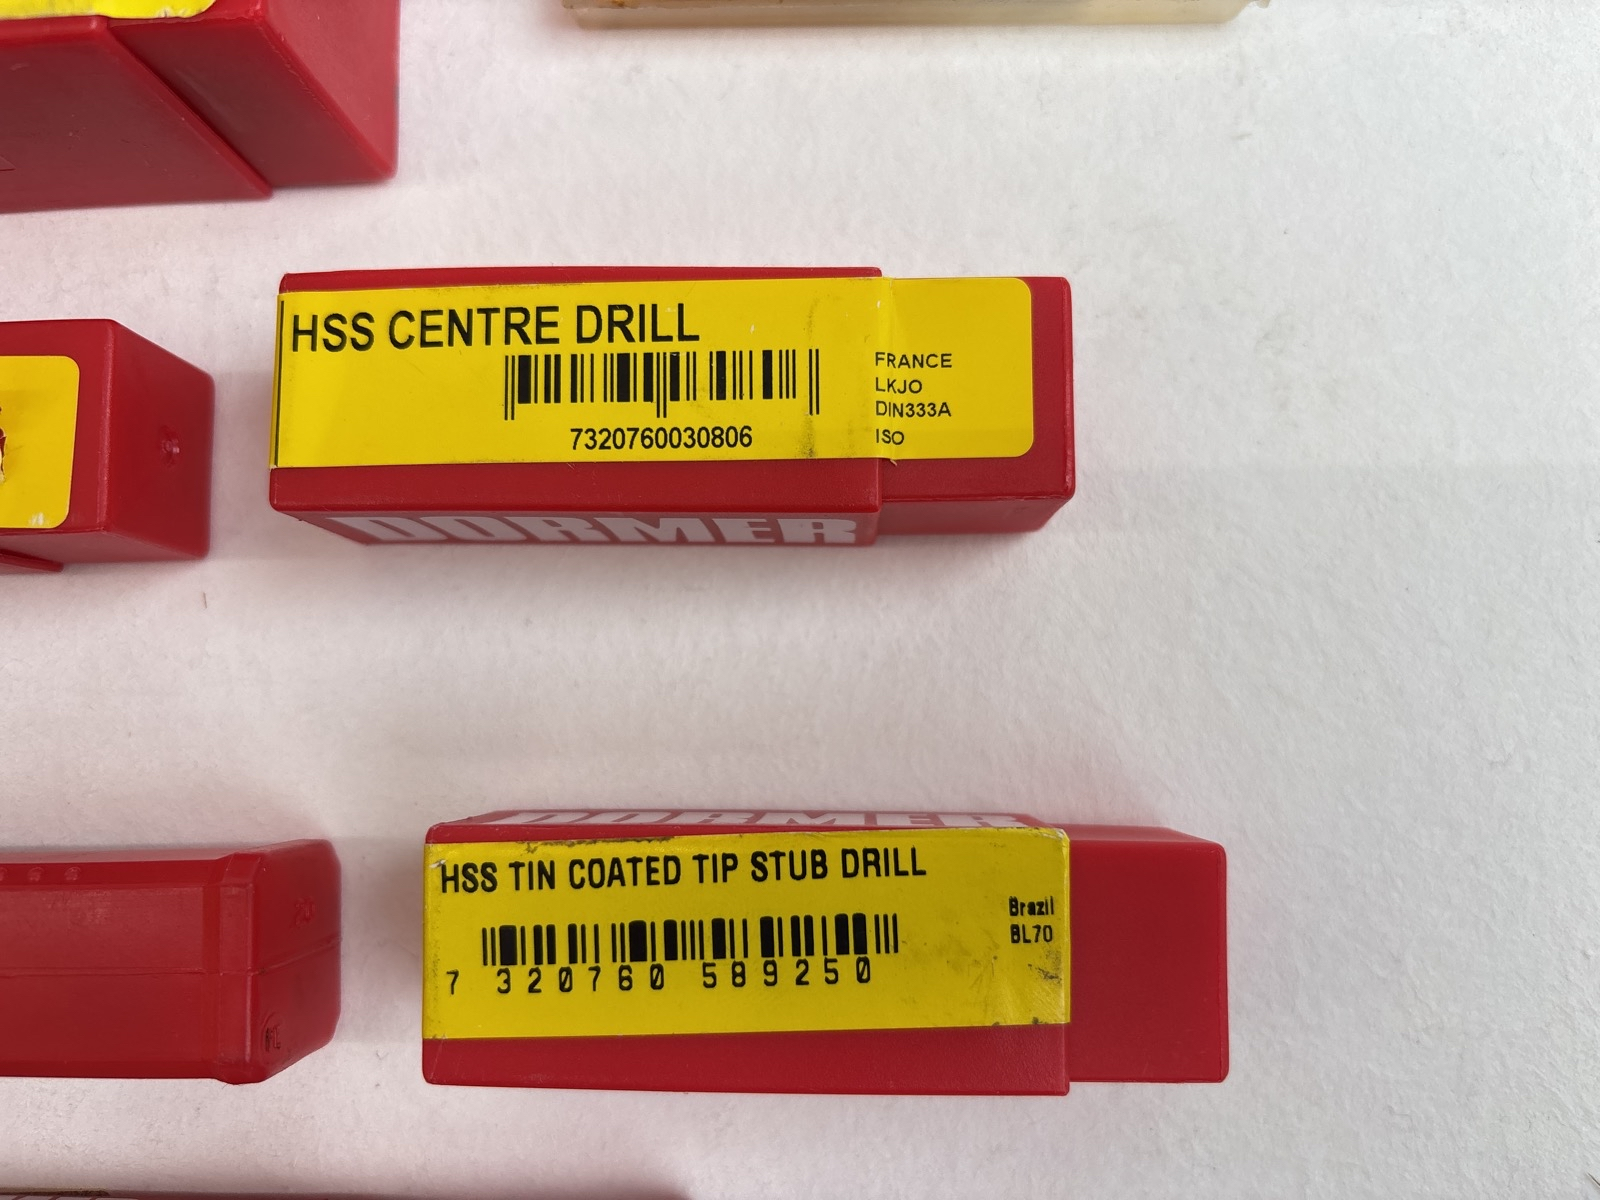 HSS CENTRE DRILL
7320760030806
FRANCE
LKJO
DIN333A
ISO
DORMER
DORMER
HSS TIN COATED TIP STUB DRILL
Brazil
BL70
7 320760 589250